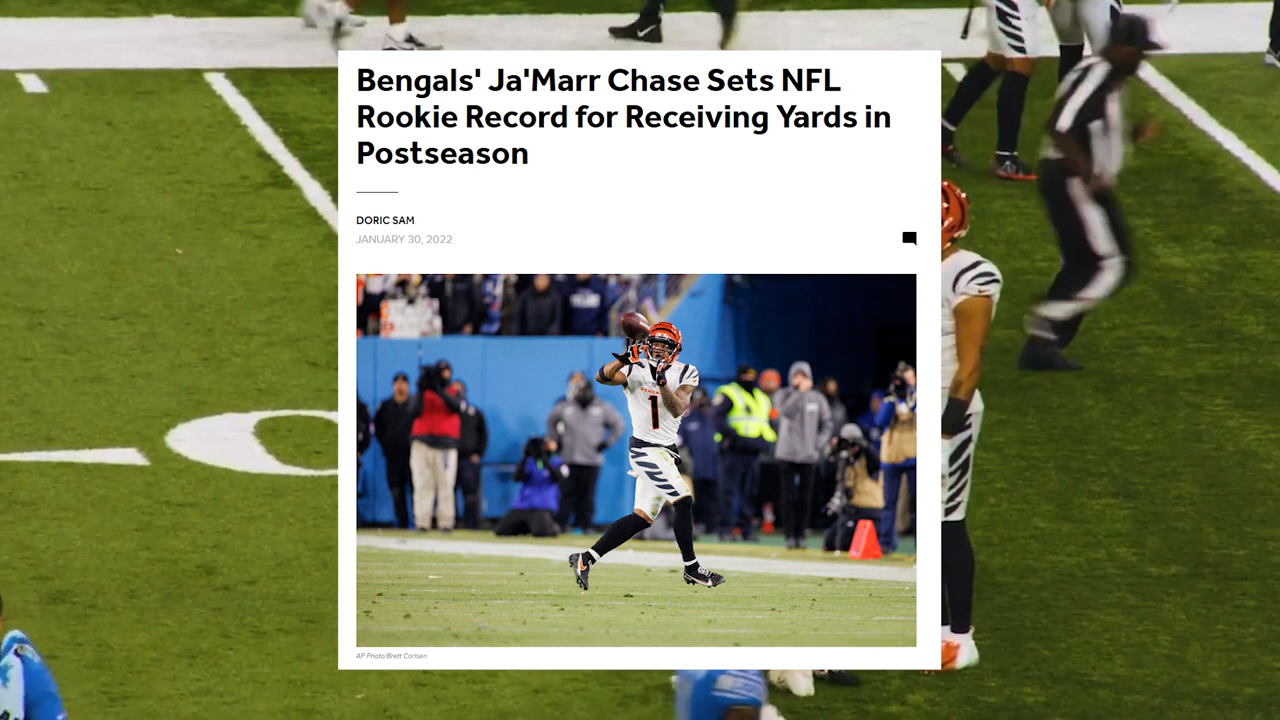 Bengals' Ja'Marr Chase Sets NFL
Rookie Record for Receiving Yards in
Postseason
DORIC SAM
JANUARY 30, 2022
1
AP Photo/Brett Carlsen